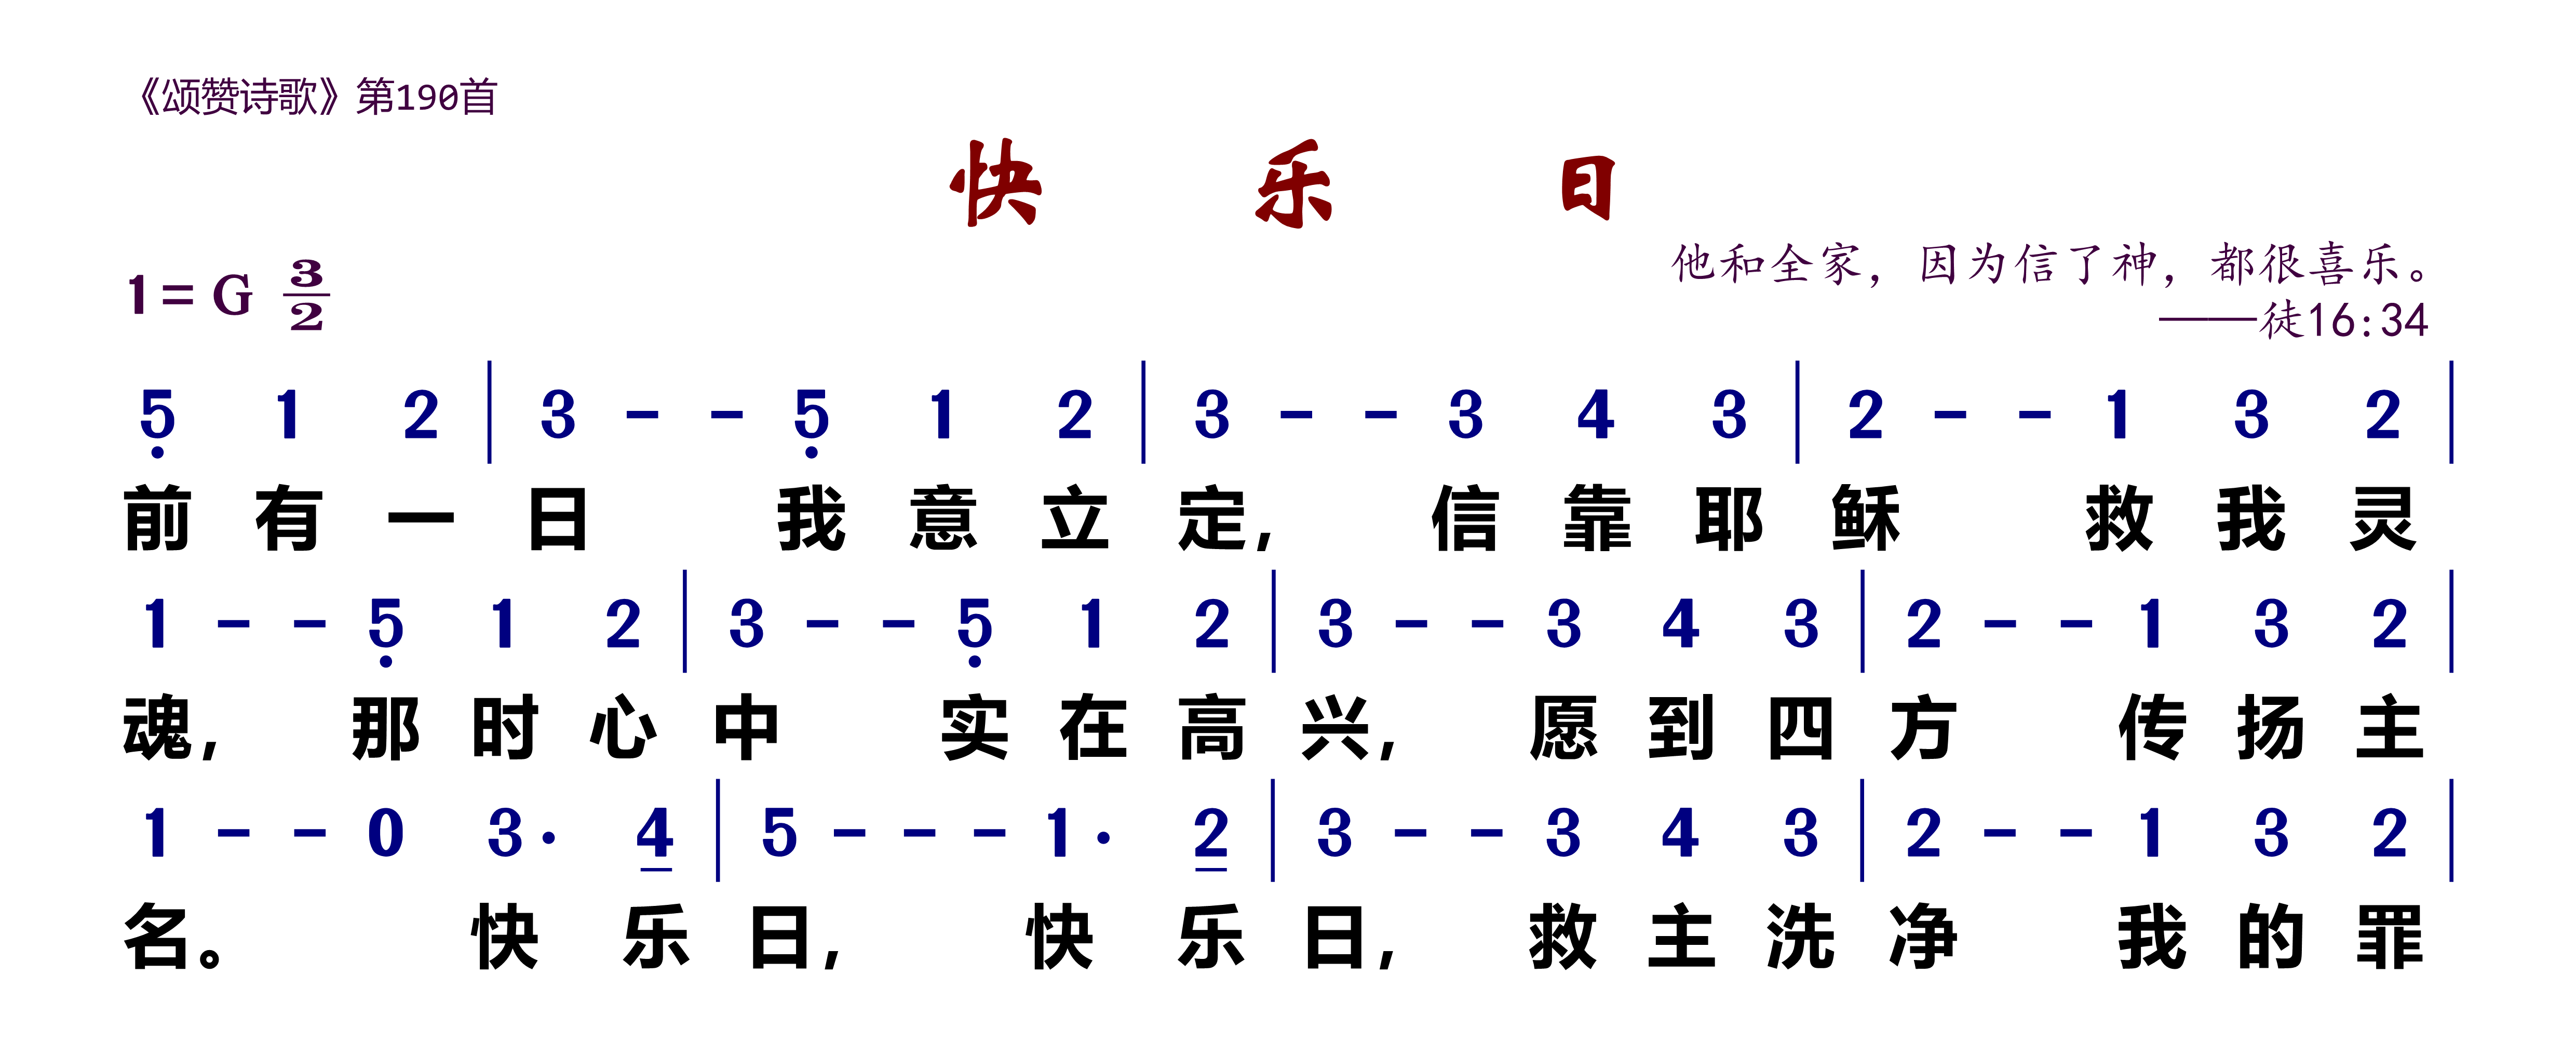 《颂赞诗歌》第190首
快 乐 日
他和全家，因为信了神，都很喜乐。
1= G 3/2
——徒16:34
5̣ 1 2 | 3 - - 5̣ 1 2 | 3 - - 3 4 3 | 2 - - 1 3 2 |
前 有 一 日 我 意 立 定, 信 靠 耶 稣 救 我 灵
1 - - 5̣ 1 2 | 3 - - 5̣ 1 2 | 3 - - 3 4 3 | 2 - - 1 3 2 |
魂, 那 时 心 中 实 在 高 兴, 愿 到 四 方 传 扬 主
1 - - 0 3· 4̲ | 5 - - - 1· 2̲ | 3 - - 3 4 3 | 2 - - 1 3 2 |
名。 快 乐 日, 快 乐 日, 救 主 洗 净 我 的 罪